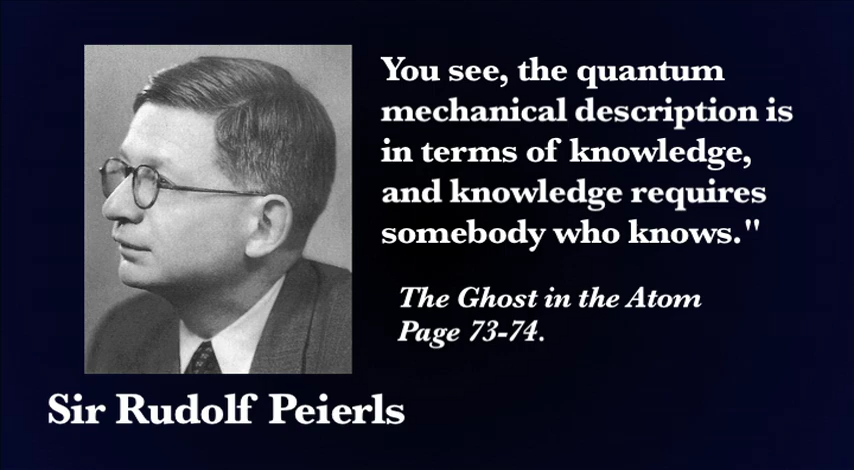 You see, the quantum
mechanical description is
in terms of knowledge,
and knowledge requires
somebody who knows."
The Ghost in the Atom
Page 73-74.
Sir Rudolf Peierls